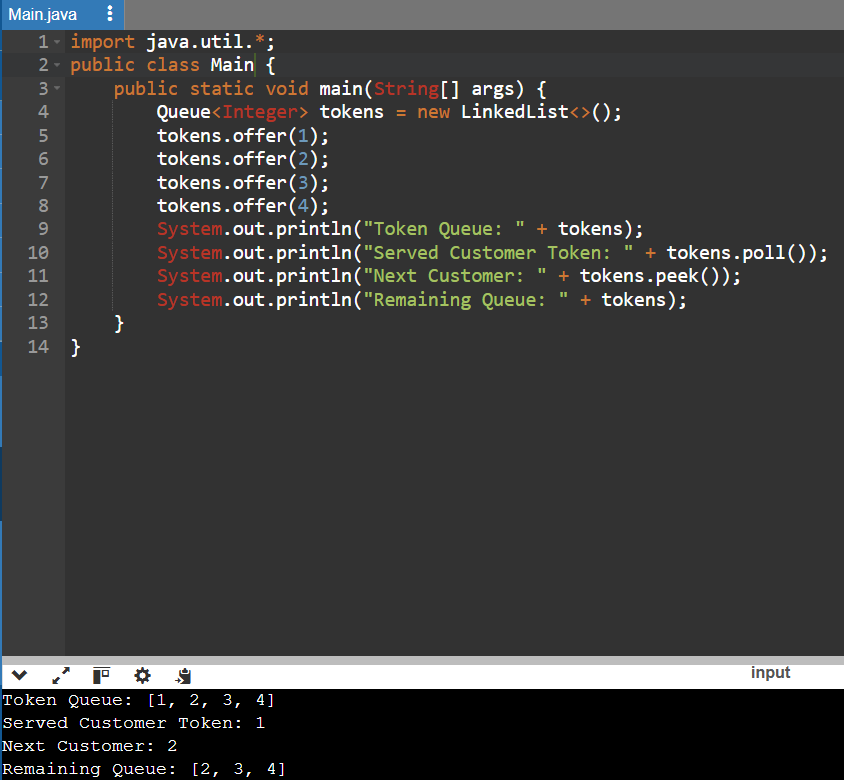 Main.java
1 import java.util.*;
2 public class Main {
3     public static void main(String[] args) {
4         Queue<Integer> tokens = new LinkedList<>();
5         tokens.offer(1);
6         tokens.offer(2);
7         tokens.offer(3);
8         tokens.offer(4);
9         System.out.println("Token Queue: " + tokens);
10         System.out.println("Served Customer Token: " + tokens.poll());
11         System.out.println("Next Customer: " + tokens.peek());
12         System.out.println("Remaining Queue: " + tokens);
13     }
14 }
input
Token Queue: [1, 2, 3, 4]
Served Customer Token: 1
Next Customer: 2
Remaining Queue: [2, 3, 4]